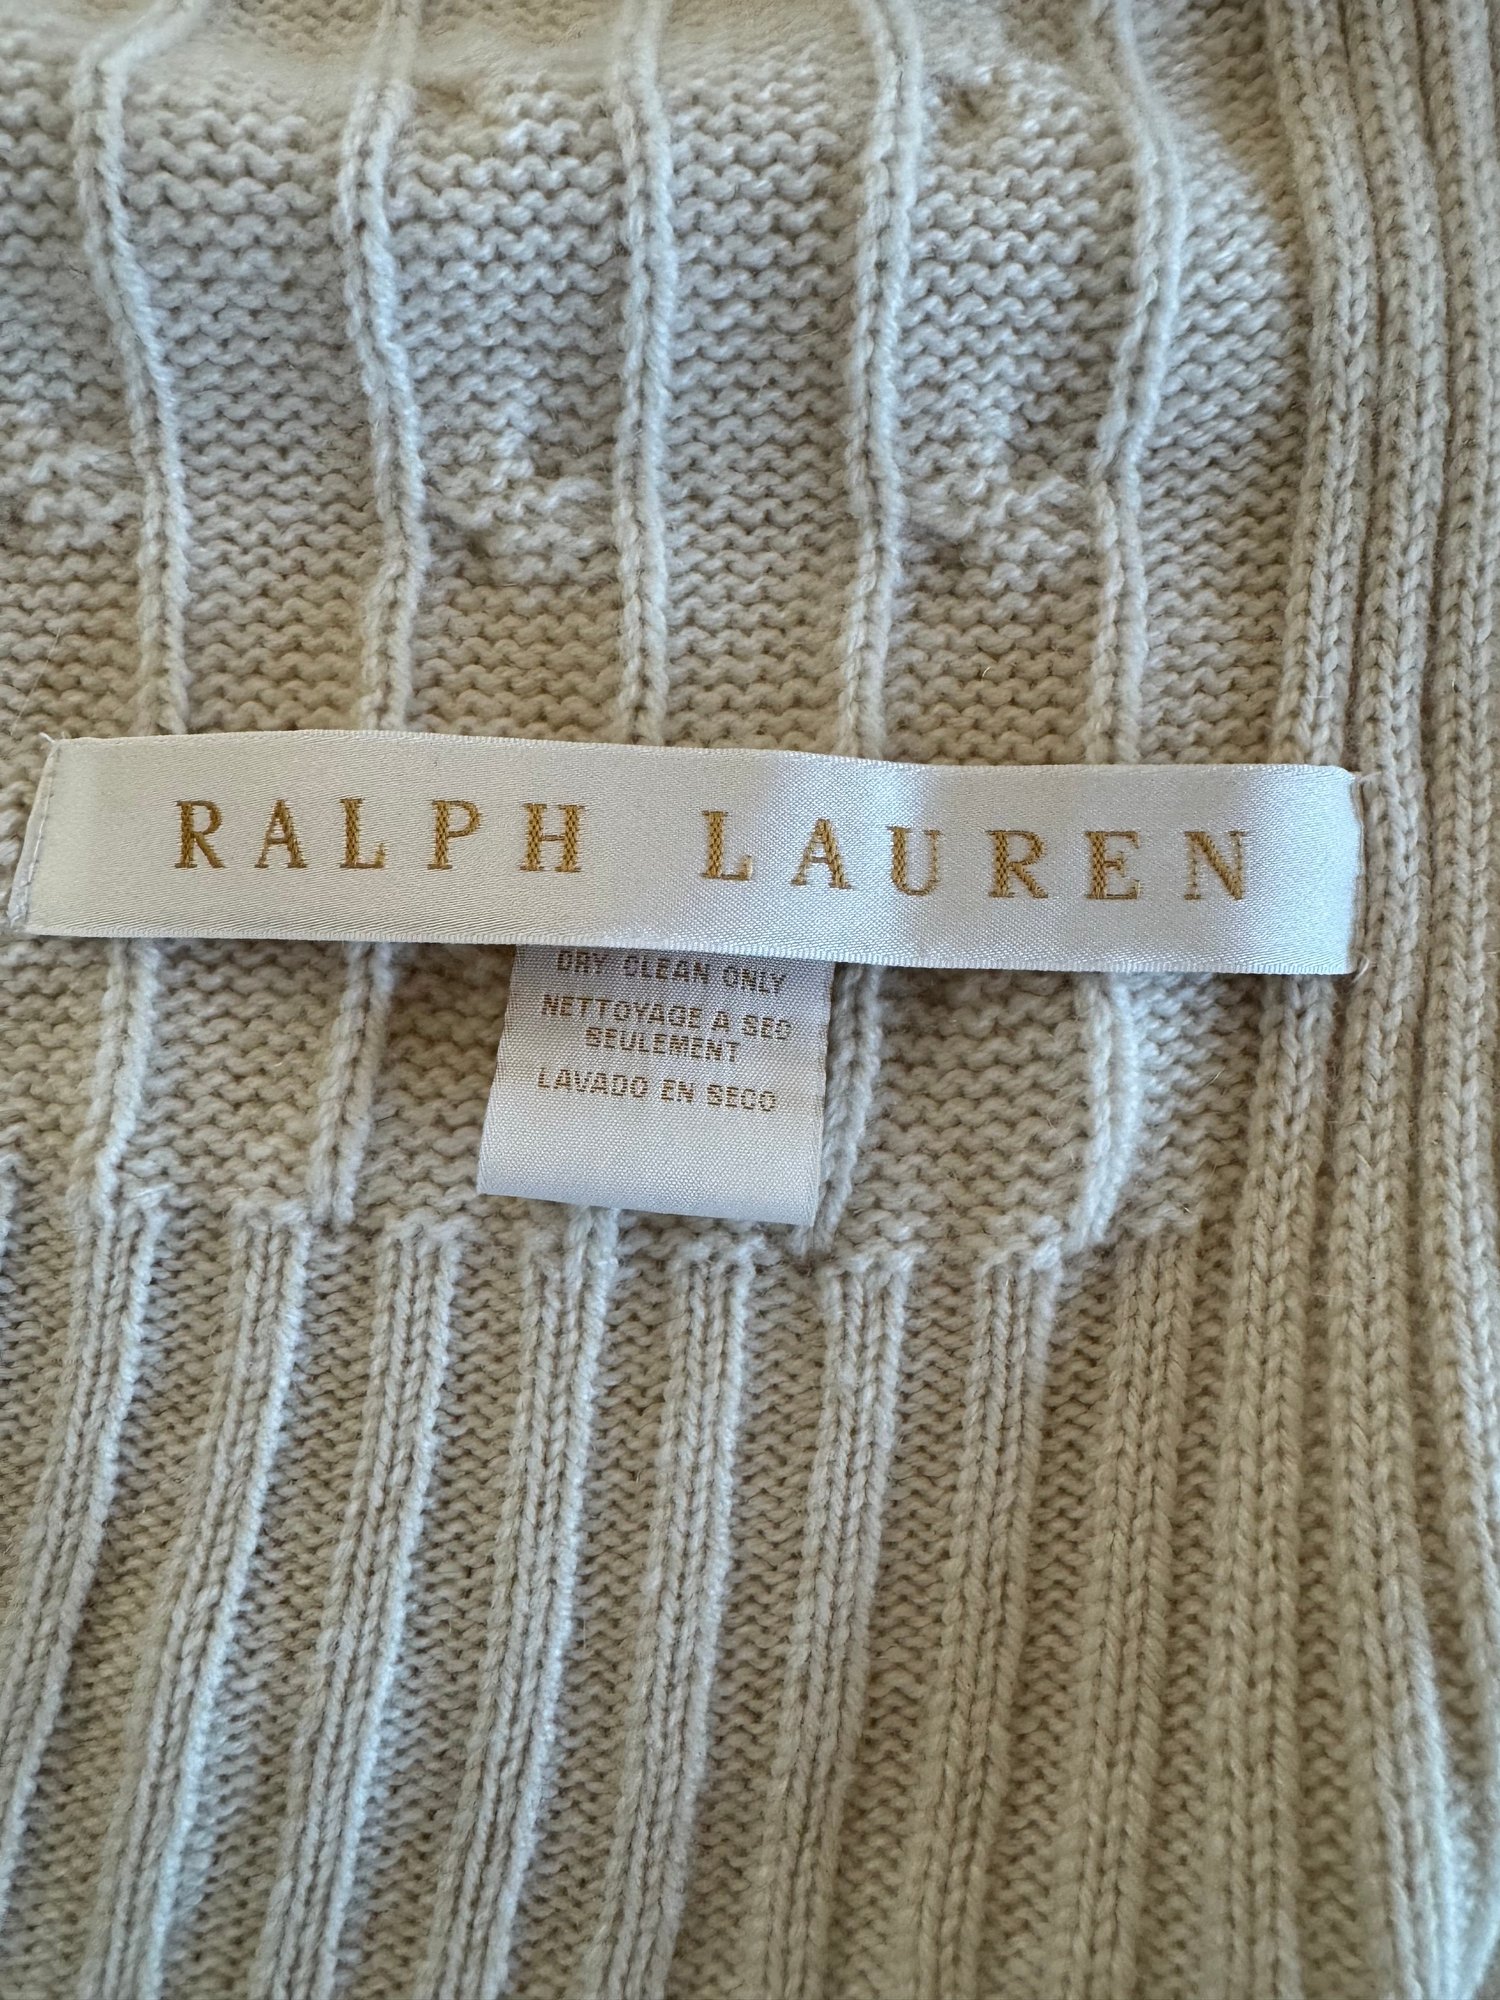 RALPH LAUREN
DRY CLEAN ONLY
NETTOYAGE A SEC
SEULEMENT
LAVADO EN SECO